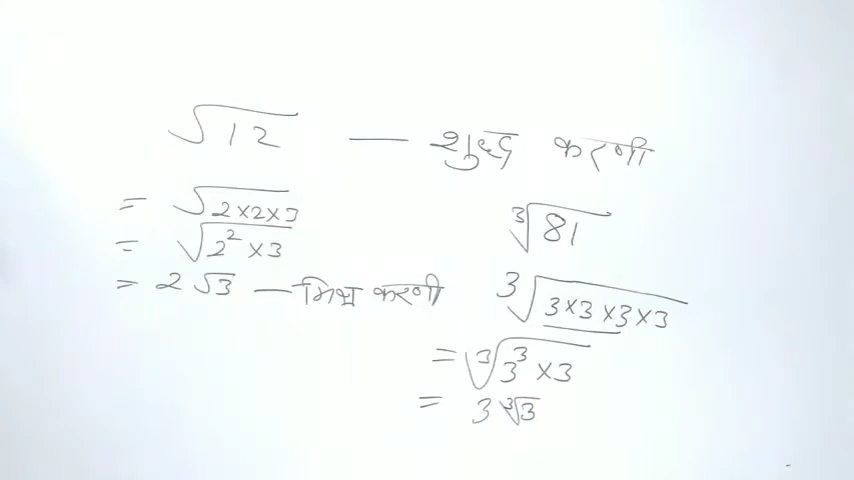 √12 — शुद्ध करणी
= √2×2×3
= √2² ×3
= 2√3 — मिश्र करणी
∛81
∛3×3×3×3
= ∛3³ ×3
= 3∛3